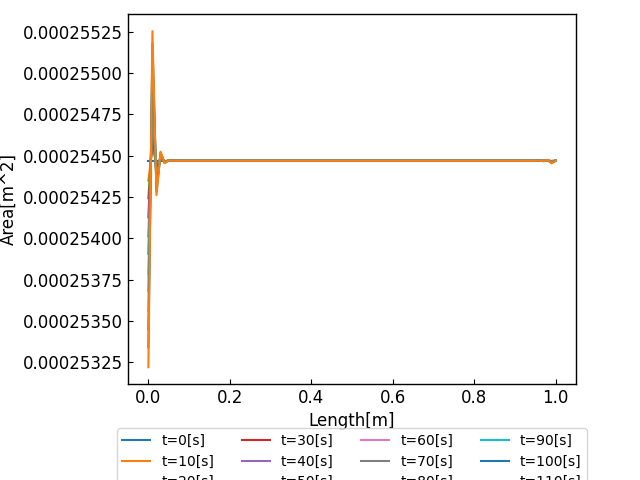 0.00025525
0.00025500
0.00025475
0.00025450
0.00025425
0.00025400
0.00025375
0.00025350
0.00025325
Area[m^2]
0.0 0.2 0.4 0.6 0.8 1.0
Length[m]
t=0[s] t=30[s] t=60[s] t=90[s]
t=10[s] t=40[s] t=70[s] t=100[s]
t=20[s] t=50[s] t=80[s] t=110[s]